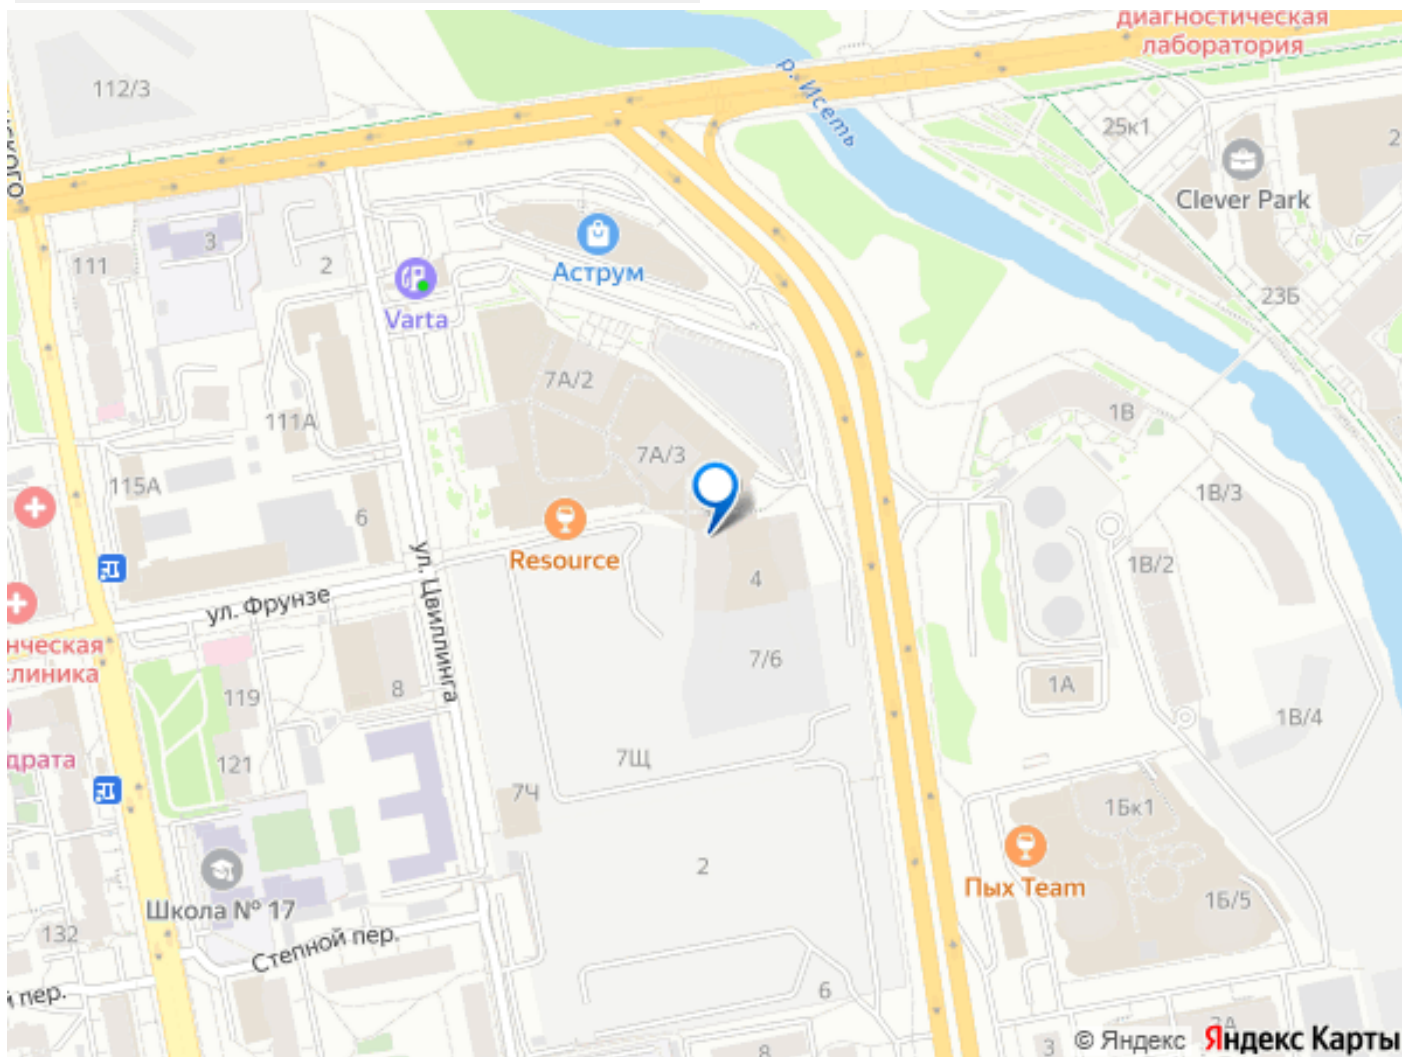 диагностическая
лаборатория
112/3
р. Исеть
25к1
Clever Park
3
111
2
Аструм
Varta
23Б
7А/2
1В
111А
7А/3
115А
6
1В/3
Resource
ул. Цвиллинга
4
1В/2
ул. Фрунзе
7/6
119
8
1А
1В/4
121
7Щ
7Ч
1Бк1
2
Пых Team
Школа № 17
1Б/5
132
Степной пер.
пер.
6
8
3
2А
© Яндекс Яндекс Карты